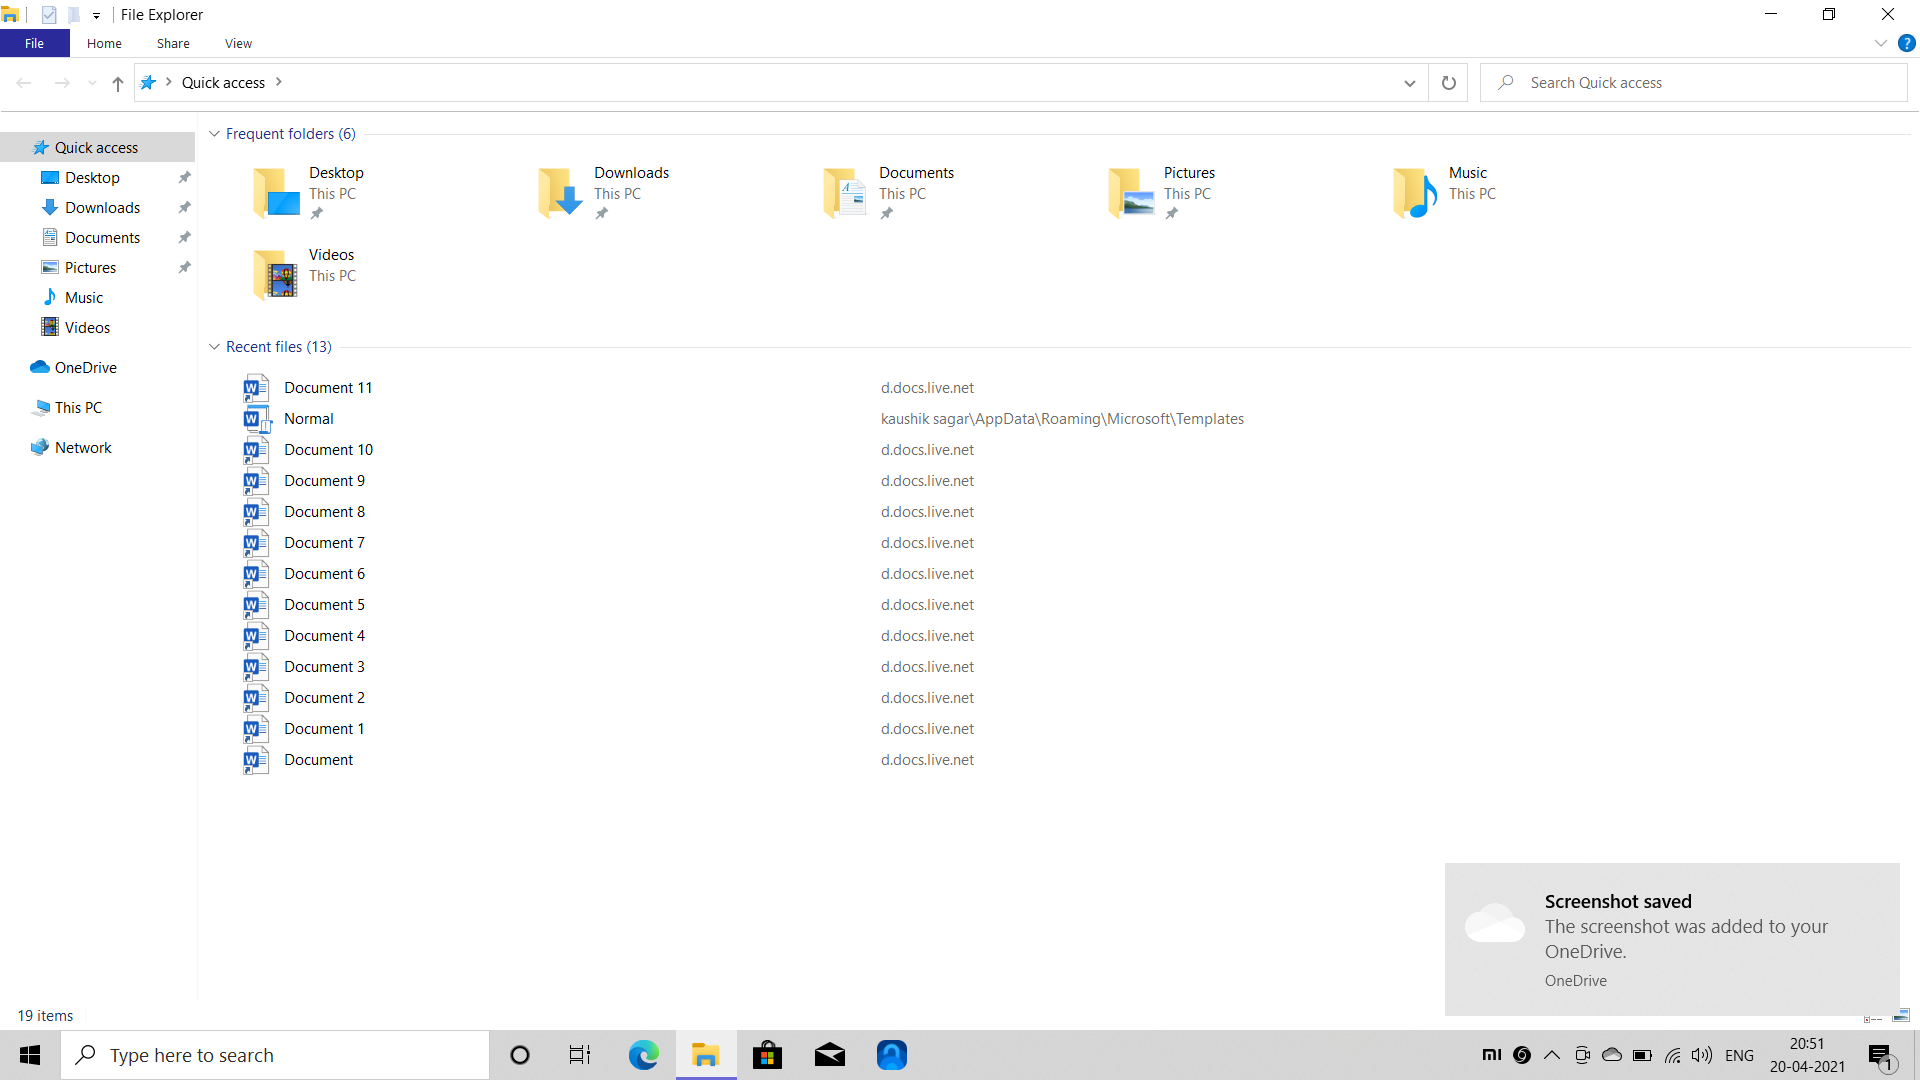 File Explorer
File Home Share View
Quick access
Search Quick access
Quick access
Desktop
Downloads
Documents
Pictures
Music
Videos
OneDrive
This PC
Network
Frequent folders (6)
Desktop
This PC
Downloads
This PC
Documents
This PC
Pictures
This PC
Music
This PC
Videos
This PC
Recent files (13)
Document 11 d.docs.live.net
Normal kaushik sagar\AppData\Roaming\Microsoft\Templates
Document 10 d.docs.live.net
Document 9 d.docs.live.net
Document 8 d.docs.live.net
Document 7 d.docs.live.net
Document 6 d.docs.live.net
Document 5 d.docs.live.net
Document 4 d.docs.live.net
Document 3 d.docs.live.net
Document 2 d.docs.live.net
Document 1 d.docs.live.net
Document d.docs.live.net
Screenshot saved
The screenshot was added to your
OneDrive.
OneDrive
19 items
Type here to search
ENG
20:51
20-04-2021
1